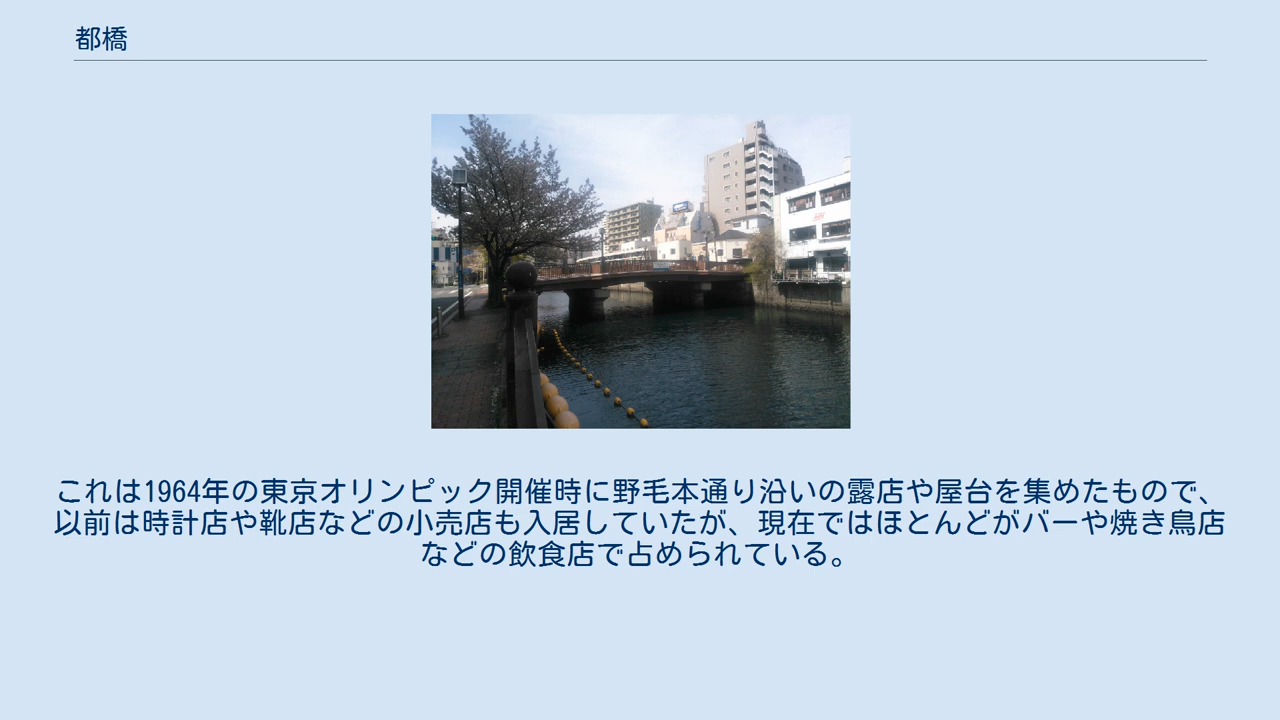 都橋
これは1964年の東京オリンピック開催時に野毛本通り沿いの露店や屋台を集めたもので、
以前は時計店や靴店などの小売店も入居していたが、現在ではほとんどがバーや焼き鳥店
などの飲食店で占められている。